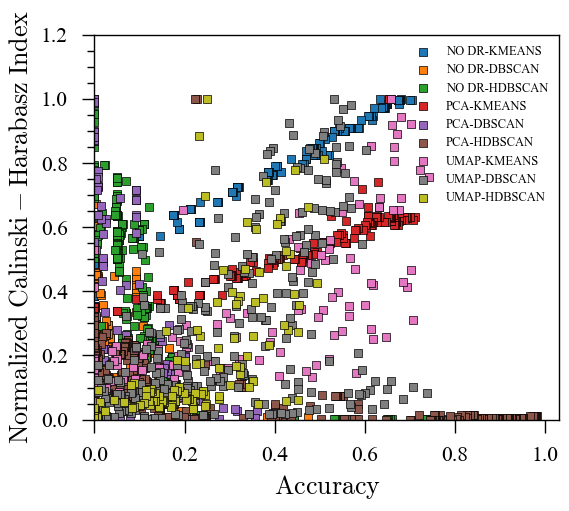 Normalized Calinski − Harabasz Index
1.2
1.0
0.8
0.6
0.4
0.2
0.0
NO DR-KMEANS
NO DR-DBSCAN
NO DR-HDBSCAN
PCA-KMEANS
PCA-DBSCAN
PCA-HDBSCAN
UMAP-KMEANS
UMAP-DBSCAN
UMAP-HDBSCAN
0.0 0.2 0.4 0.6 0.8 1.0
Accuracy